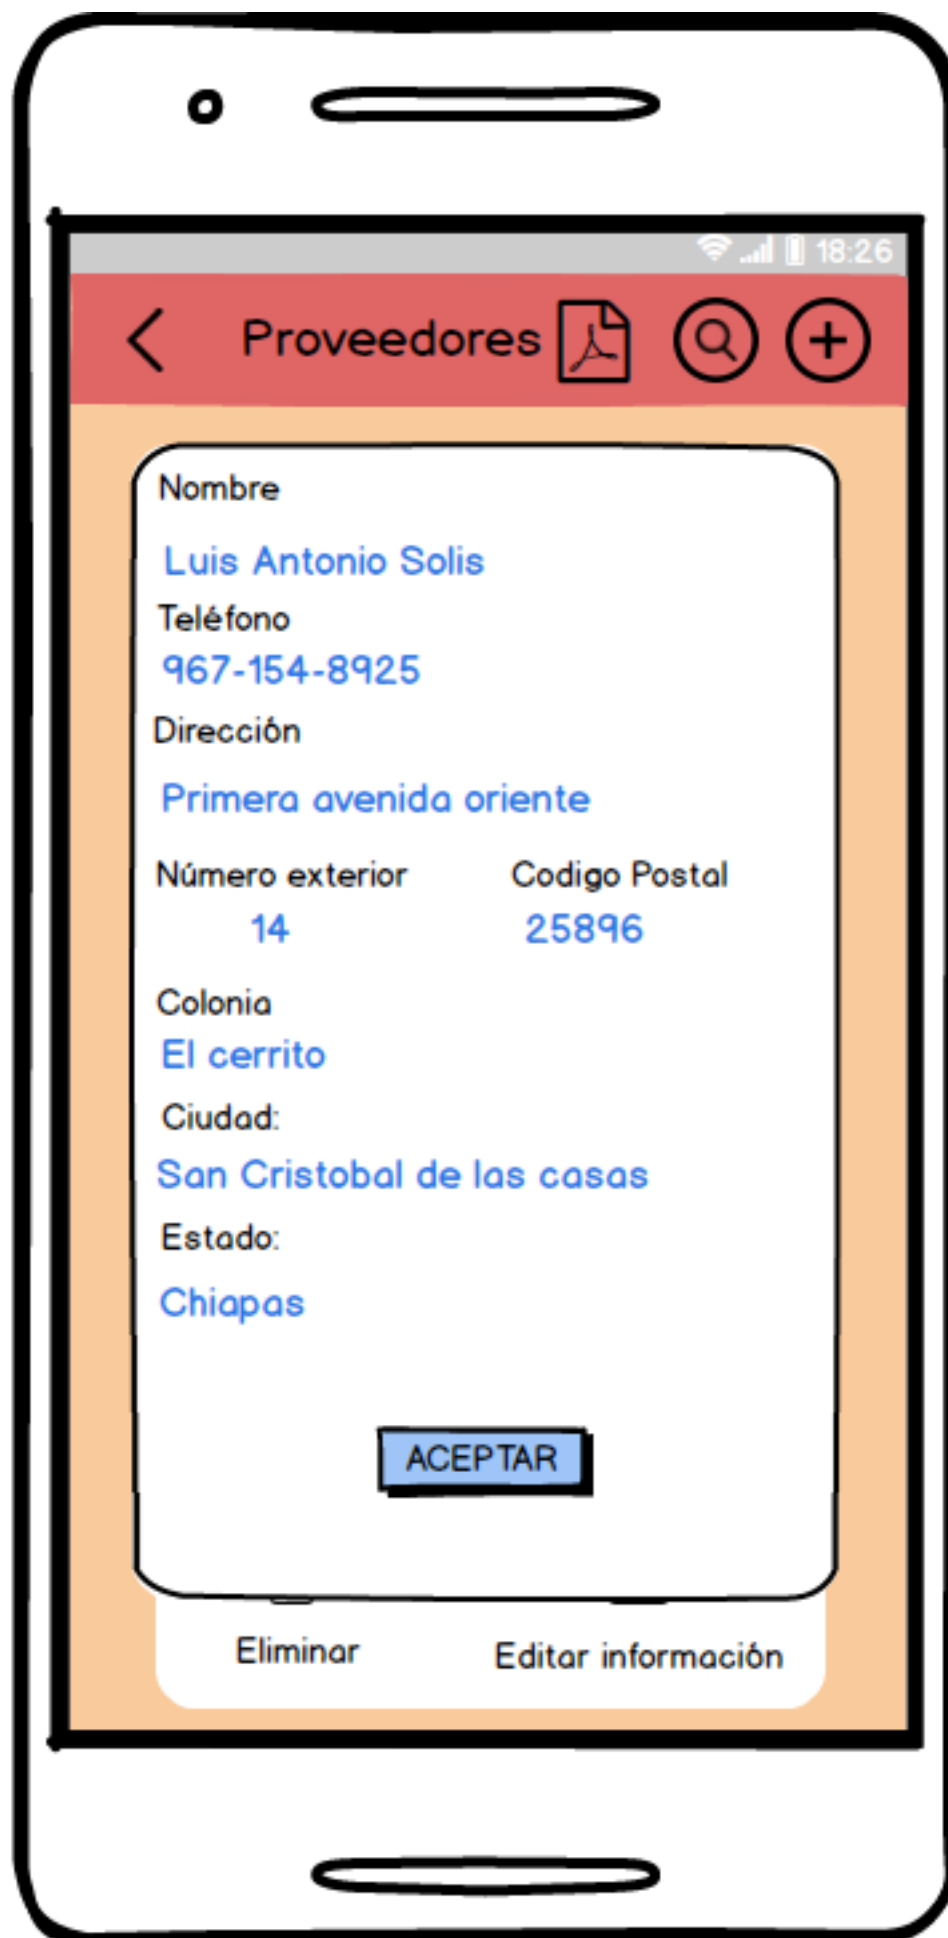 18:26
Proveedores
Nombre
Luis Antonio Solis
Teléfono
967-154-8925
Dirección
Primera avenida oriente
Número exterior Codigo Postal
14 25896
Colonia
El cerrito
Ciudad:
San Cristobal de las casas
Estado:
Chiapas
ACEPTAR
Eliminar Editar información